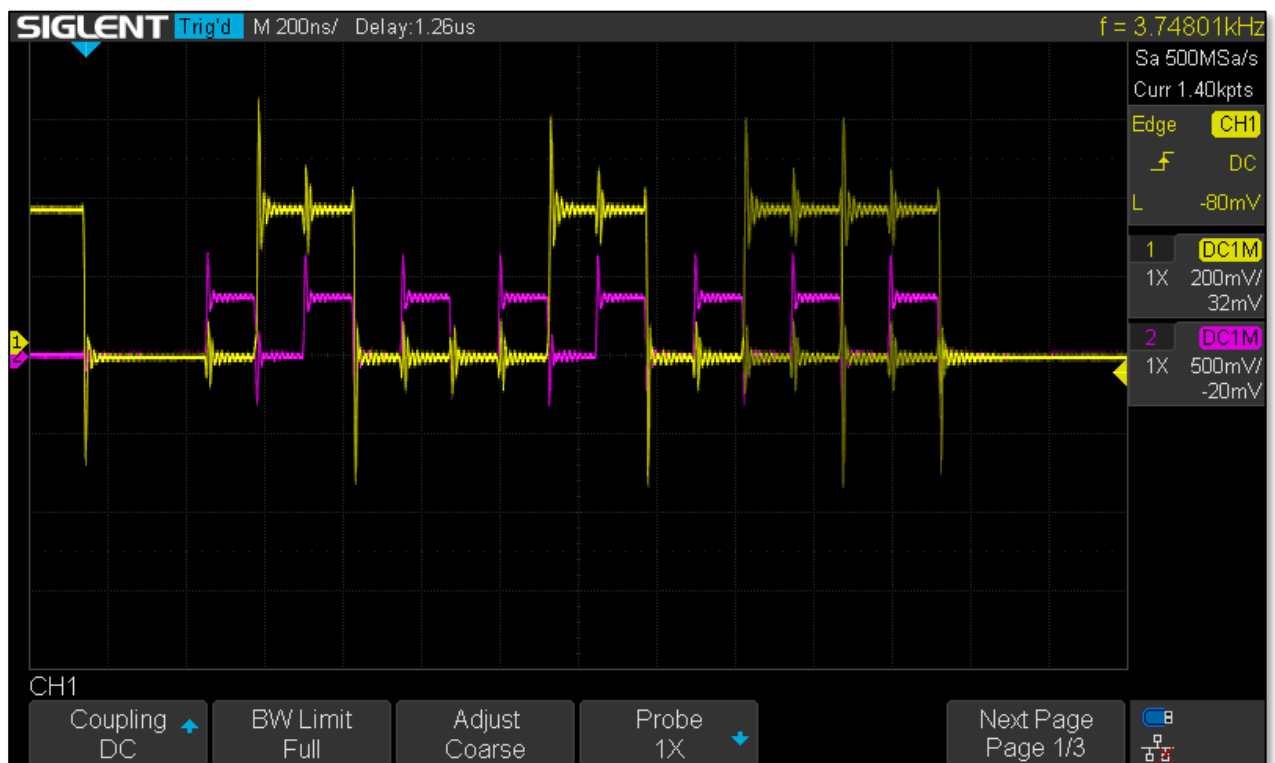 SIGLENT Trig'd M 200ns/ Delay:1.26us f = 3.74801kHz
Sa 500MSa/s
Curr 1.40kpts
Edge CH1
DC
L -80mV
1 DC1M
1X 200mV/
32mV
2 DC1M
1X 500mV/
-20mV
1
2
CH1
Coupling DC
BW Limit Full
Adjust Coarse
Probe 1X
Next Page Page 1/3